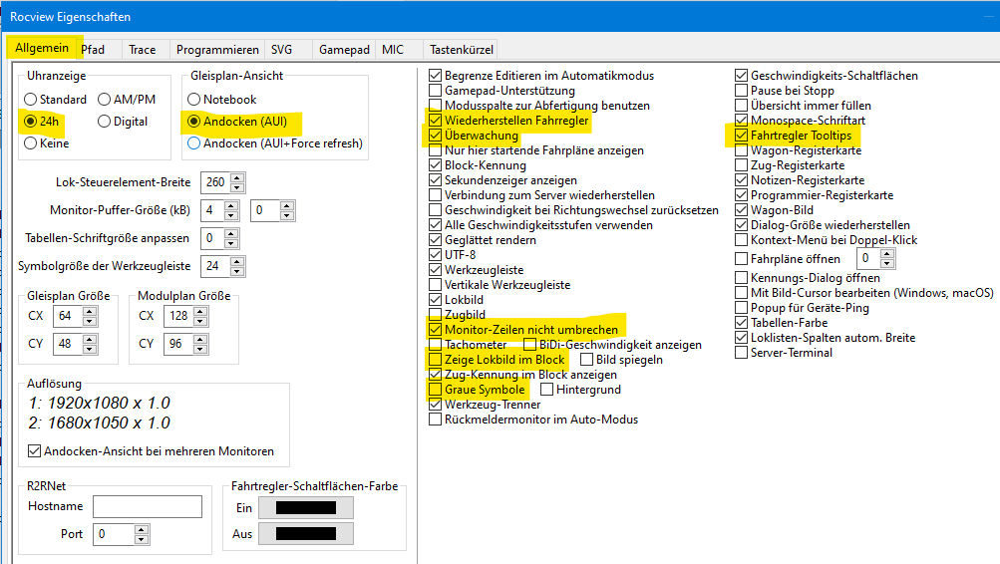 Rocview Eigenschaften
Allgemein Pfad Trace Programmieren SVG Gamepad MIC Tastenkürzel
Uhranzeige
Standard AM/PM
24h Digital
Keine
Gleisplan-Ansicht
Notebook
Andocken (AUI)
Andocken (AUI+Force refresh)
Lok-Steuerelement-Breite 260
Monitor-Puffer-Größe (kB) 4 0
Tabellen-Schriftgröße anpassen 0
Symbolgröße der Werkzeugleiste 24
Gleisplan Größe
CX 64
CY 48
Modulplan Größe
CX 128
CY 96
Auflösung
1: 1920x1080 x 1.0
2: 1680x1050 x 1.0
Andocken-Ansicht bei mehreren Monitoren
R2RNet
Hostname
Port 0
Fahrtregler-Schaltflächen-Farbe
Ein
Aus
Begrenze Editieren im Automatikmodus
Gamepad-Unterstützung
Modusspalte zur Abfertigung benutzen
Wiederherstellen Fahrregler
Überwachung
Nur hier startende Fahrpläne anzeigen
Block-Kennung
Sekundenzeiger anzeigen
Verbindung zum Server wiederherstellen
Geschwindigkeit bei Richtungswechsel zurücksetzen
Alle Geschwindigkeitsstufen verwenden
Geglättet rendern
UTF-8
Werkzeugleiste
Vertikale Werkzeugleiste
Lokbild
Zugbild
Monitor-Zeilen nicht umbrechen
Tachometer BiDi-Geschwindigkeit anzeigen
Zeige Lokbild im Block Bild spiegeln
Zug-Kennung im Block anzeigen
Graue Symbole Hintergrund
Werkzeug-Trenner
Rückmeldermonitor im Auto-Modus
Geschwindigkeits-Schaltflächen
Pause bei Stopp
Übersicht immer füllen
Monospace-Schriftart
Fahrtregler Tooltips
Wagon-Registerkarte
Zug-Registerkarte
Notizen-Registerkarte
Programmier-Registerkarte
Wagon-Bild
Dialog-Größe wiederherstellen
Kontext-Menü bei Doppel-Klick
Fahrpläne öffnen 0
Kennungs-Dialog öffnen
Mit Bild-Cursor bearbeiten (Windows, macOS)
Popup für Geräte-Ping
Tabellen-Farbe
Loklisten-Spalten autom. Breite
Server-Terminal